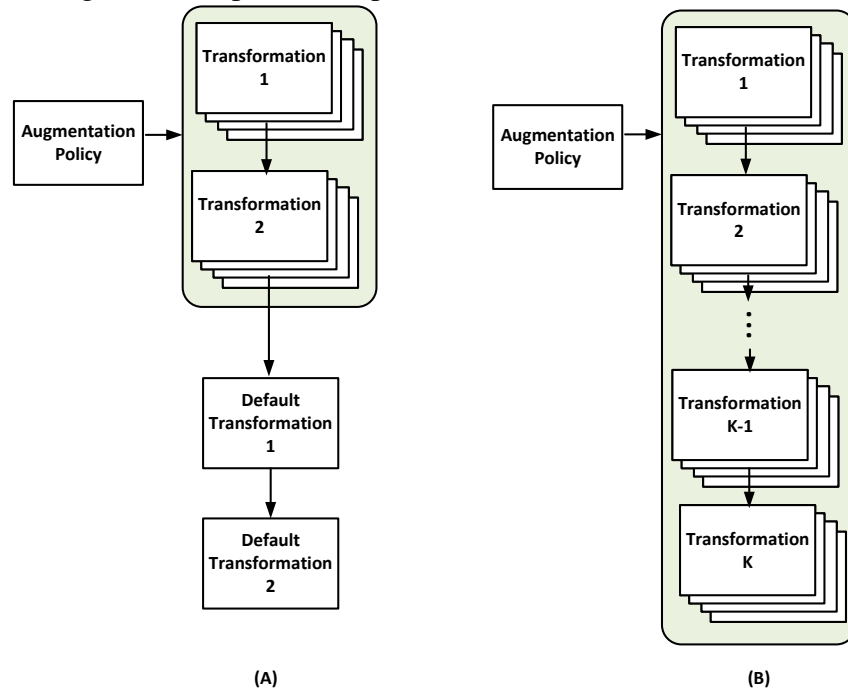 Transformation
1
Augmentation
Policy
Transformation
2
Default
Transformation
1
Default
Transformation
2
(A)
Transformation
1
Augmentation
Policy
Transformation
2
Transformation
K-1
Transformation
K
(B)